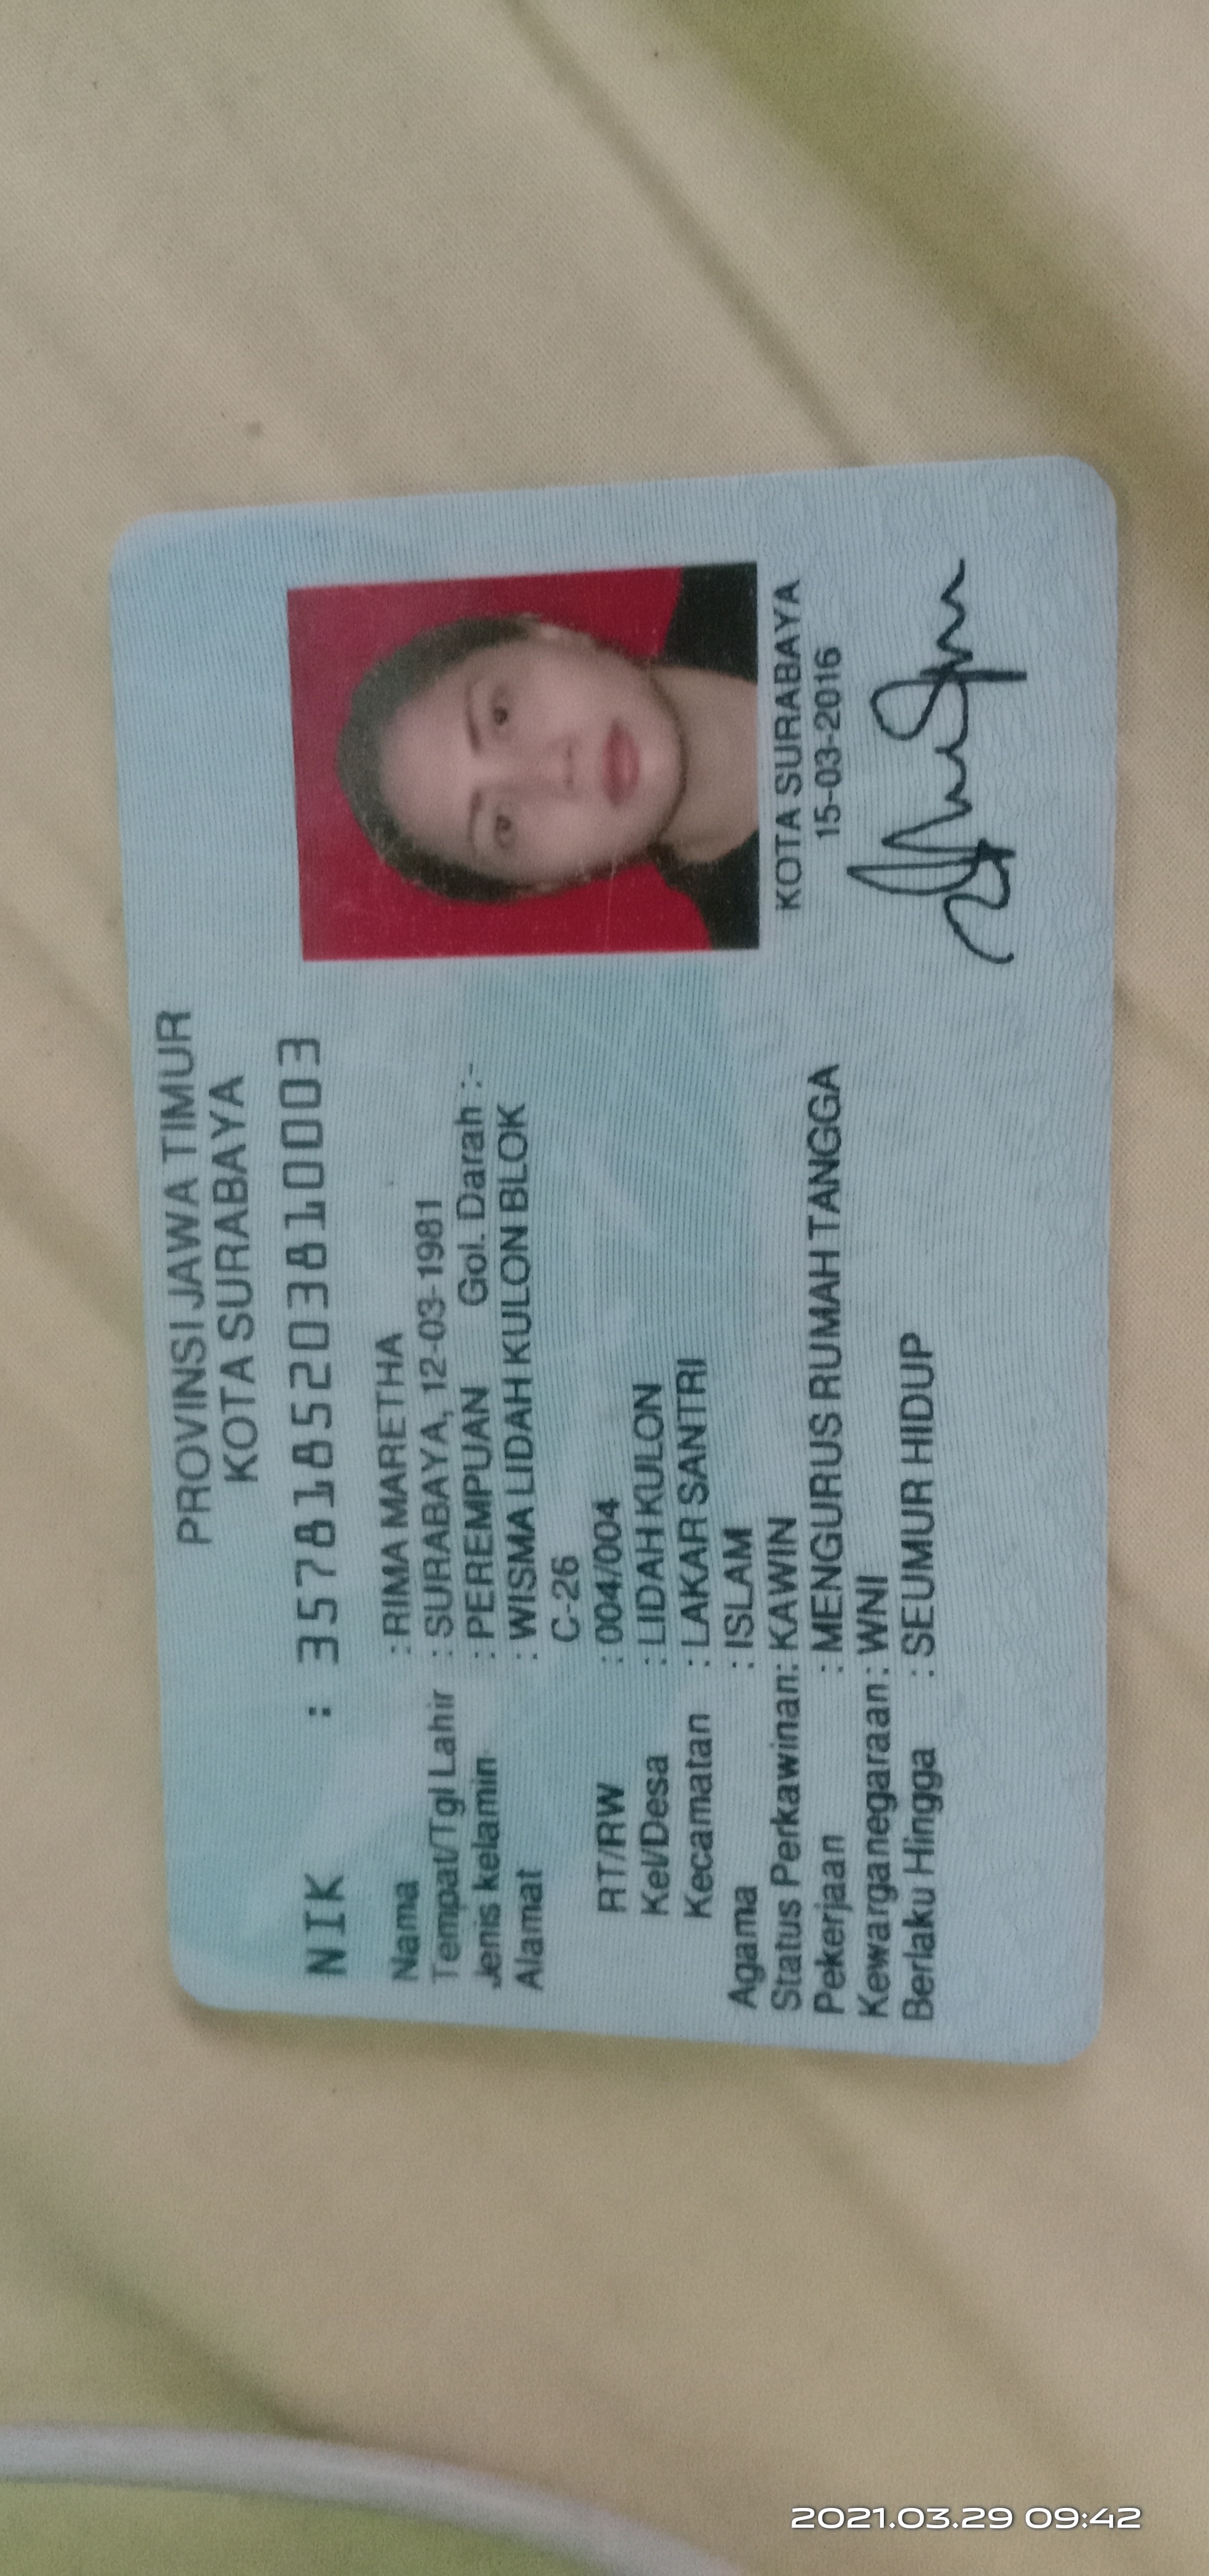 PROVINSI JAWA TIMUR
KOTA SURABAYA
NIK : 3578185203810003
Nama : RIMA MARETHA
Tempat/Tgl Lahir : SURABAYA, 12-03-1981
Jenis kelamin : PEREMPUAN Gol. Darah :-
Alamat : WISMA LIDAH KULON BLOK
C-26
RT/RW : 004/004
Kel/Desa : LIDAH KULON
Kecamatan : LAKAR SANTRI
Agama : ISLAM
Status Perkawinan: KAWIN
Pekerjaan : MENGURUS RUMAH TANGGA
Kewarganegaraan: WNI
Berlaku Hingga : SEUMUR HIDUP
KOTA SURABAYA
15-03-2016
2021.03.29 09:42